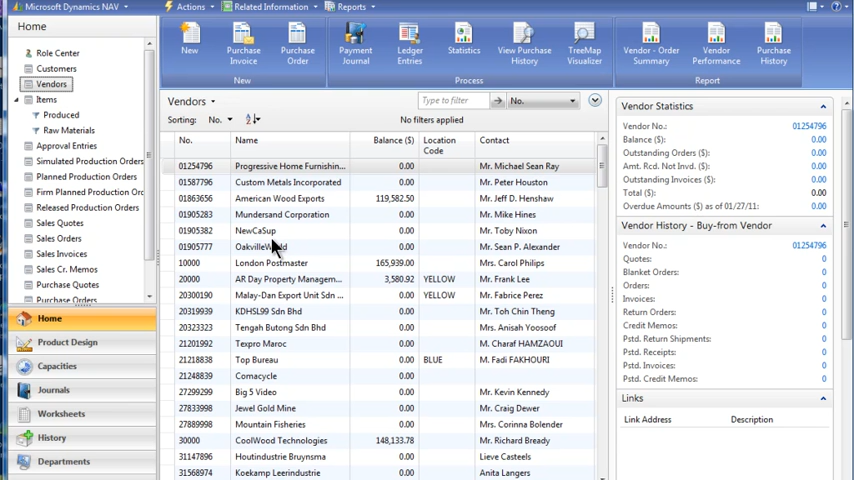 Microsoft Dynamics NAV
Actions
Related Information
Reports
Home
New
Purchase Invoice
Purchase Order
Payment Journal
Ledger Entries
Statistics
View Purchase History
TreeMap Visualizer
Vendor - Order Summary
Vendor Performance
Purchase History
New
Process
Report
Role Center
Customers
Vendors
Items
Produced
Raw Materials
Approval Entries
Simulated Production Orders
Planned Production Orders
Firm Planned Production Orders
Released Production Orders
Sales Quotes
Sales Orders
Sales Invoices
Sales Cr. Memos
Purchase Quotes
Purchase Orders
Home
Product Design
Capacities
Journals
Worksheets
History
Departments
Vendors
Type to filter
No.
Sorting: No.
No filters applied
No. Name Balance ($) Location Code Contact
01254796 Progressive Home Furnishin... 0.00 Mr. Michael Sean Ray
01587796 Custom Metals Incorporated 0.00 Mr. Peter Houston
01863656 American Wood Exports 119,582.50 Mr. Jeff D. Henshaw
01905283 Mundersand Corporation 0.00 Mr. Mike Hines
01905382 NewCaSup 0.00 Mr. Toby Nixon
01905777 OakvilleWorld 0.00 Mr. Sean P. Alexander
10000 London Postmaster 165,939.00 Mrs. Carol Philips
20000 AR Day Property Managem... 3,580.92 YELLOW Mr. Frank Lee
20300190 Malay-Dan Export Unit Sdn ... 0.00 YELLOW Mr. Fabrice Perez
20319939 KDHSL99 Sdn Bhd 0.00 Mr. Toh Chin Theng
20323323 Tengah Butong Sdn Bhd 0.00 Mrs. Anisah Yoosoof
21201992 Texpro Maroc 0.00 M. Charaf HAMZAOUI
21218838 Top Bureau 0.00 BLUE M. Fadi FAKHOURI
21248839 Comacycle 0.00
27299299 Big 5 Video 0.00 Mr. Kevin Kennedy
27833998 Jewel Gold Mine 0.00 Mr. Craig Dewer
27889998 Mountain Fisheries 0.00 Mrs. Corinna Bolender
30000 CoolWood Technologies 148,133.78 Mr. Richard Bready
31147896 Houtindustrie Bruynsma 0.00 Lieve Casteels
31568974 Koekamp Leerindustrie 0.00 Anita Langers
Vendor Statistics
Vendor No.: 01254796
Balance ($): 0.00
Outstanding Orders ($): 0.00
Amt. Rcd. Not Invd. ($): 0.00
Outstanding Invoices ($): 0.00
Total ($): 0.00
Overdue Amounts ($) as of 01/27/11: 0.00
Vendor History - Buy-from Vendor
Vendor No.: 01254796
Quotes: 0
Blanket Orders: 0
Orders: 0
Invoices: 0
Return Orders: 0
Credit Memos: 0
Pstd. Return Shipments: 0
Pstd. Receipts: 0
Pstd. Invoices: 0
Pstd. Credit Memos: 0
Links
Link Address Description